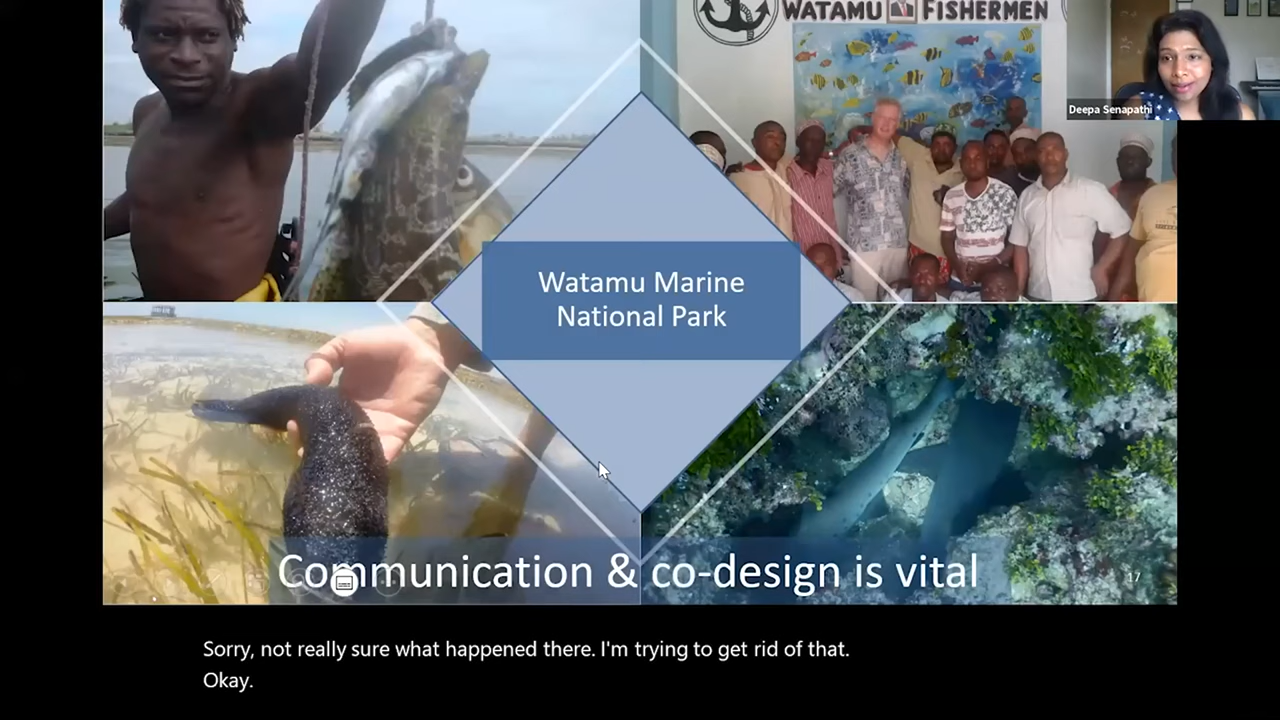 WATAMU FISHERMEN
Deepa Senapathi
Watamu Marine
National Park
Communication & co-design is vital
17
Sorry, not really sure what happened there. I'm trying to get rid of that.
Okay.